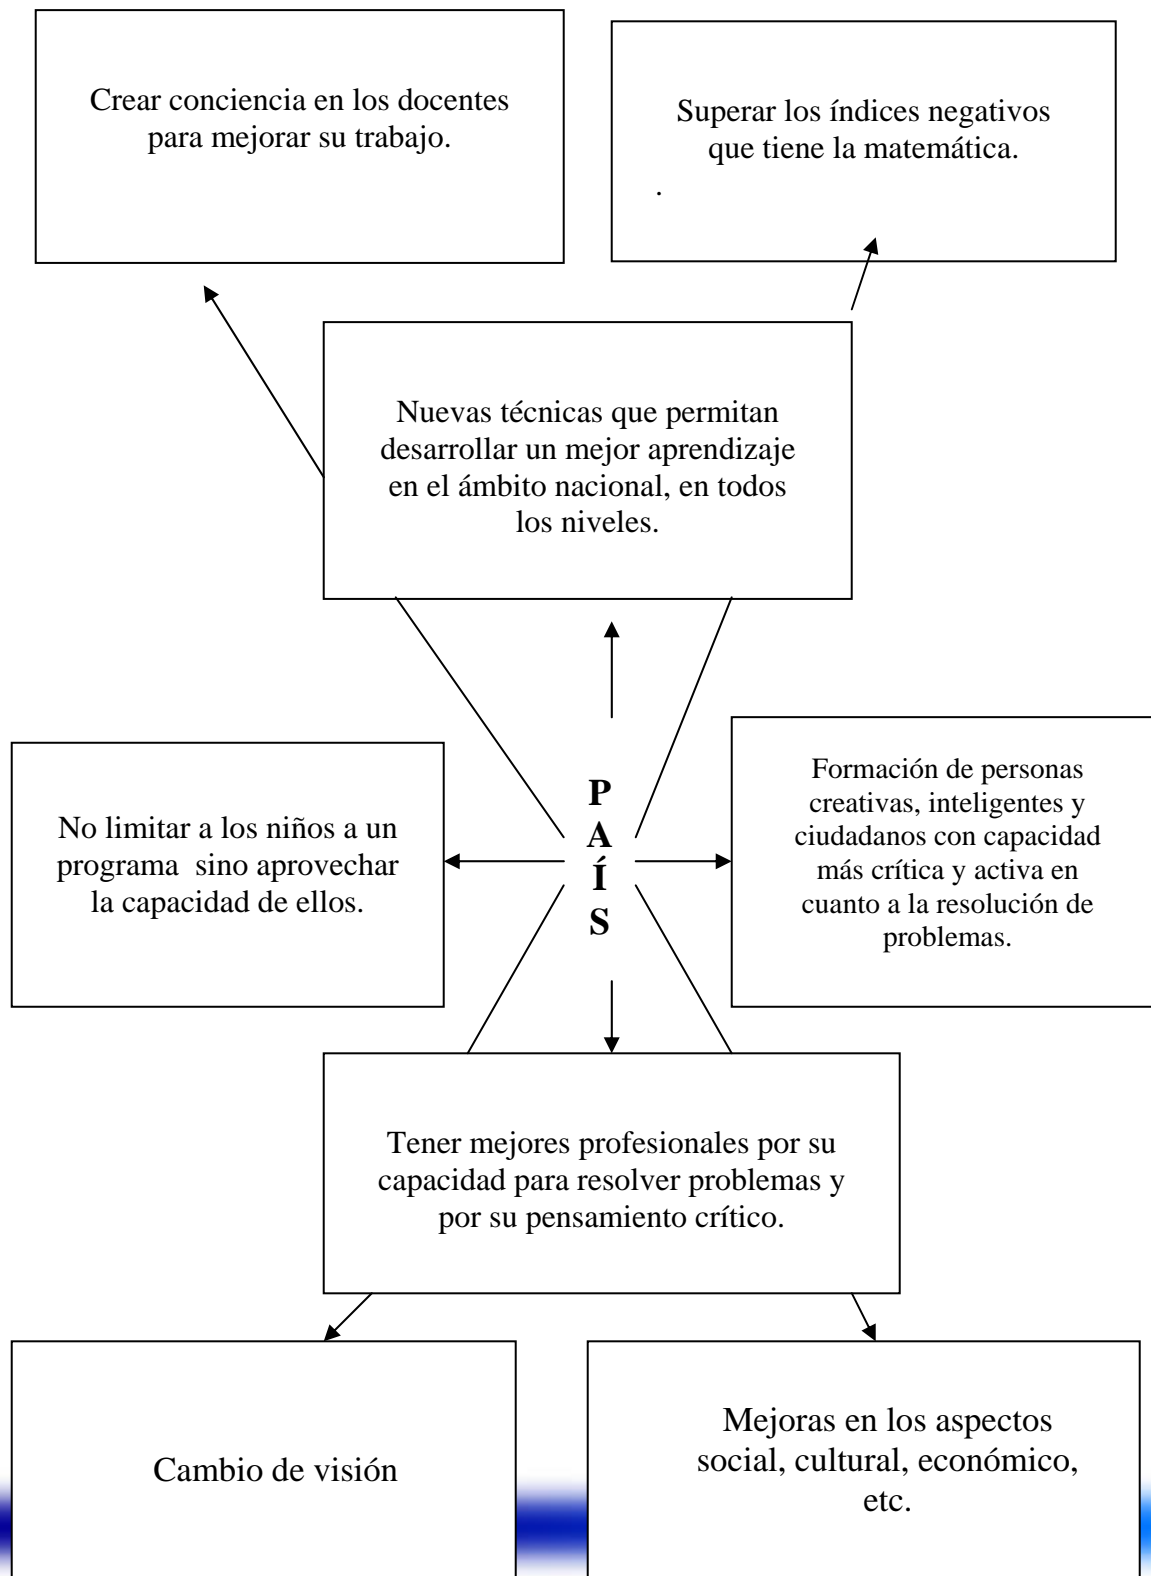 Crear conciencia en los docentes
para mejorar su trabajo.
Superar los índices negativos
que tiene la matemática.
.
Nuevas técnicas que permitan
desarrollar un mejor aprendizaje
en el ámbito nacional, en todos
los niveles.
No limitar a los niños a un
programa  sino aprovechar
la capacidad de ellos.
P
A
Í
S
Formación de personas
creativas, inteligentes y
ciudadanos con capacidad
más crítica y activa en
cuanto a la resolución de
problemas.
Tener mejores profesionales por su
capacidad para resolver problemas y
por su pensamiento crítico.
Cambio de visión
Mejoras en los aspectos
social, cultural, económico,
etc.